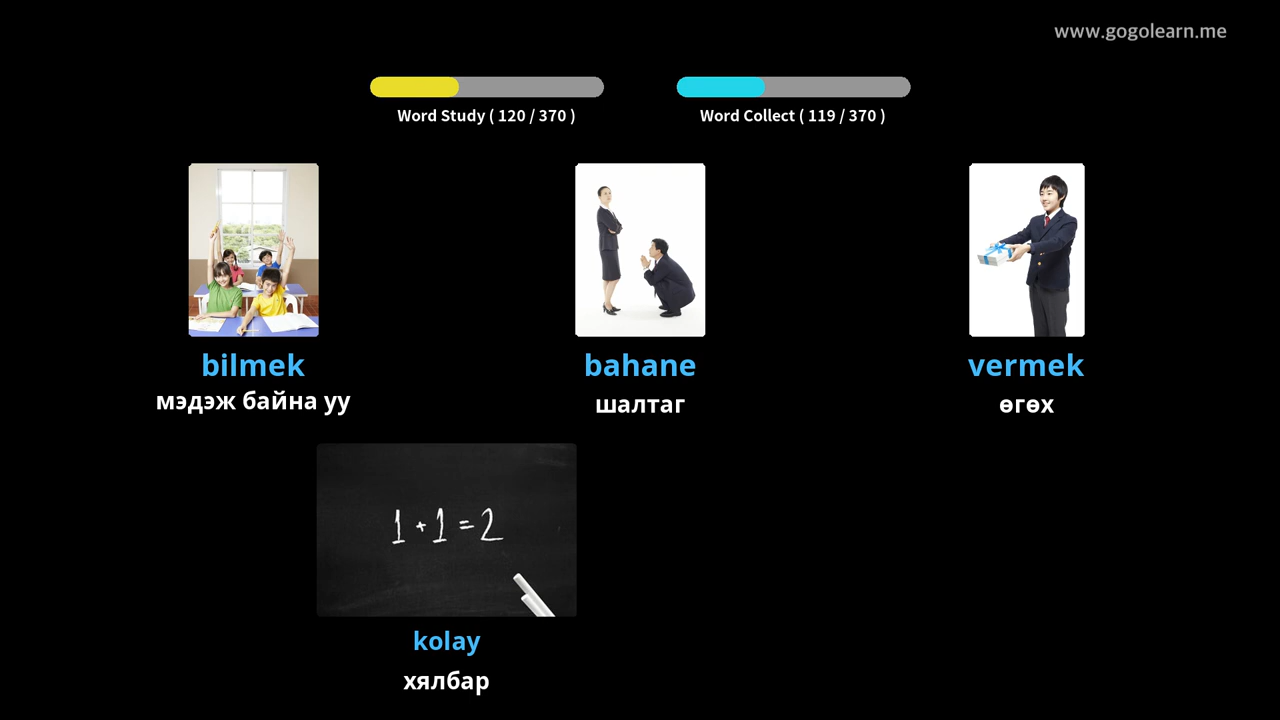 www.gogolearn.me
Word Study ( 120 / 370 )
Word Collect ( 119 / 370 )
bilmek
мэдэж байна уу
bahane
шалтаг
vermek
өгөх
1 + 1 = 2
kolay
хялбар